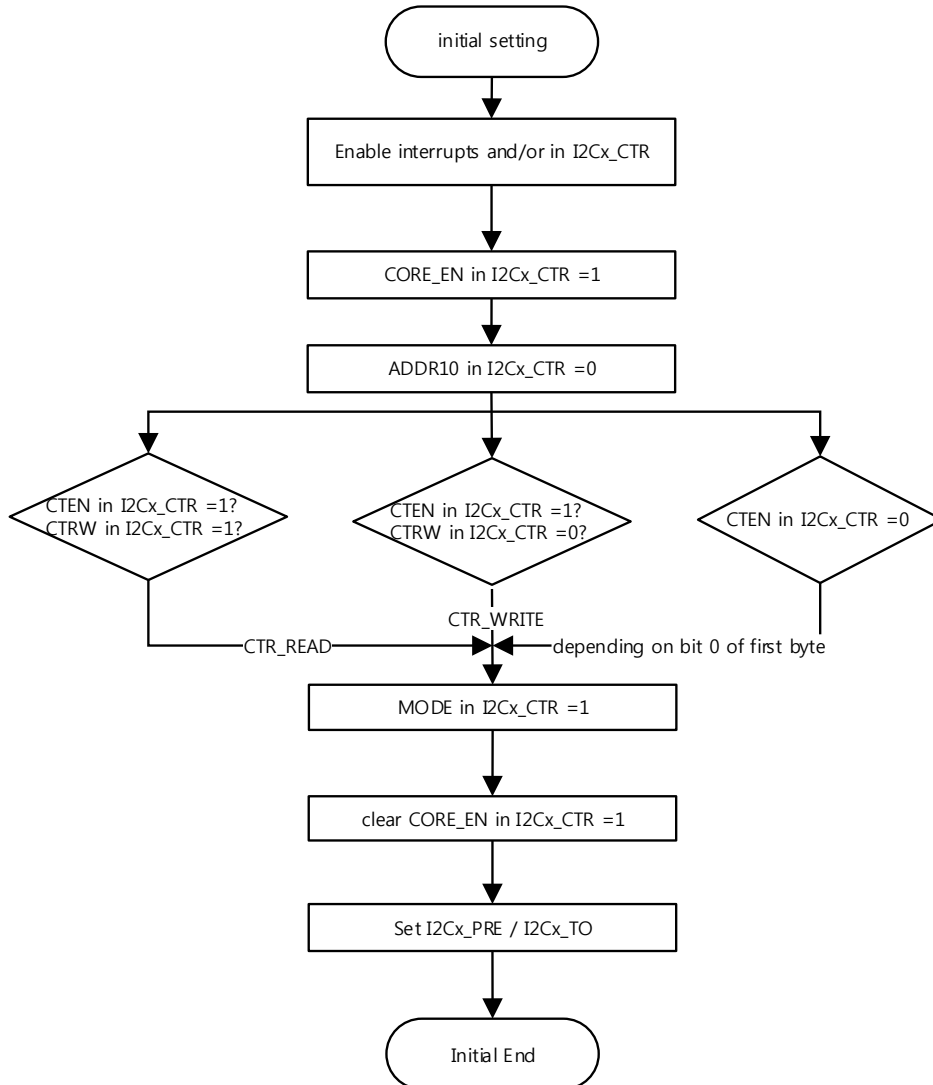 initial setting
Enable interrupts and/or in I2Cx_CTR
CORE_EN in I2Cx_CTR =1
ADDR10 in I2Cx_CTR =0
CTEN in I2Cx_CTR =1?
CTRW in I2Cx_CTR =1?
CTEN in I2Cx_CTR =1?
CTRW in I2Cx_CTR =0?
CTEN in I2Cx_CTR =0
CTR_WRITE
CTR_READ
depending on bit 0 of first byte
MODE in I2Cx_CTR =1
clear CORE_EN in I2Cx_CTR =1
Set I2Cx_PRE / I2Cx_TO
Initial End